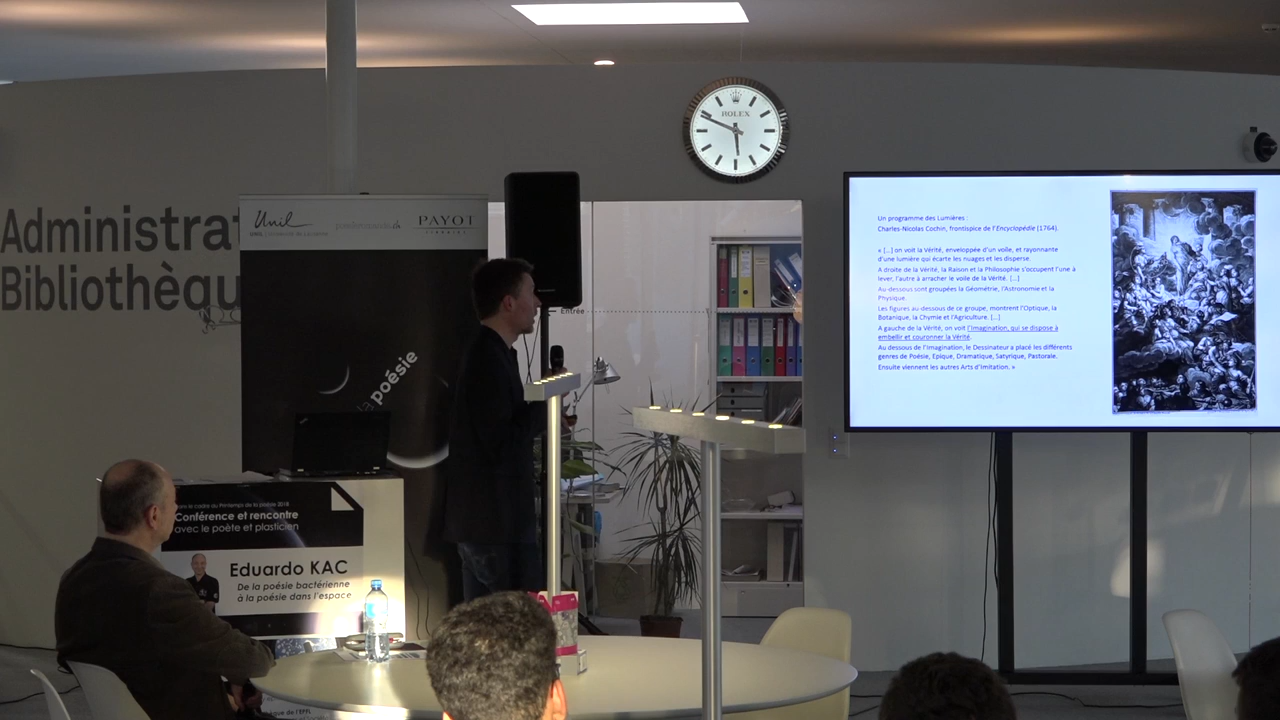 Administrat
Bibliothèqu
Unil
UNIL | Université de Lausanne
PAYOT
LIBRAIRE
ROLEX
Entrée
la poésie
Conférence et rencontre
avec le poète et plasticien
Eduardo KAC
De la poésie bactérienne
à la poésie dans l'espace
Un programme des Lumières :
Charles-Nicolas Cochin, frontispice de l'Encyclopédie (1764).
« [...] on voit la Vérité, enveloppée d'un voile, et rayonnante
d'une lumière qui écarte les nuages et les disperse.
A droite de la Vérité, la Raison et la Philosophie s'occupent l'une à
lever, l'autre à arracher le voile de la Vérité. [...]
Au-dessous sont groupées la Géométrie, l'Astronomie et la
Physique.
Les figures au-dessous de ce groupe, montrent l'Optique, la
Botanique, la Chymie et l'Agriculture. [...]
A gauche de la Vérité, on voit l'Imagination, qui se dispose à
embellir et couronner la Vérité.
Au dessous de l'Imagination, le Dessinateur a placé les différents
genres de Poésie, Epique, Dramatique, Satyrique, Pastorale.
Ensuite viennent les autres Arts d'Imitation. »